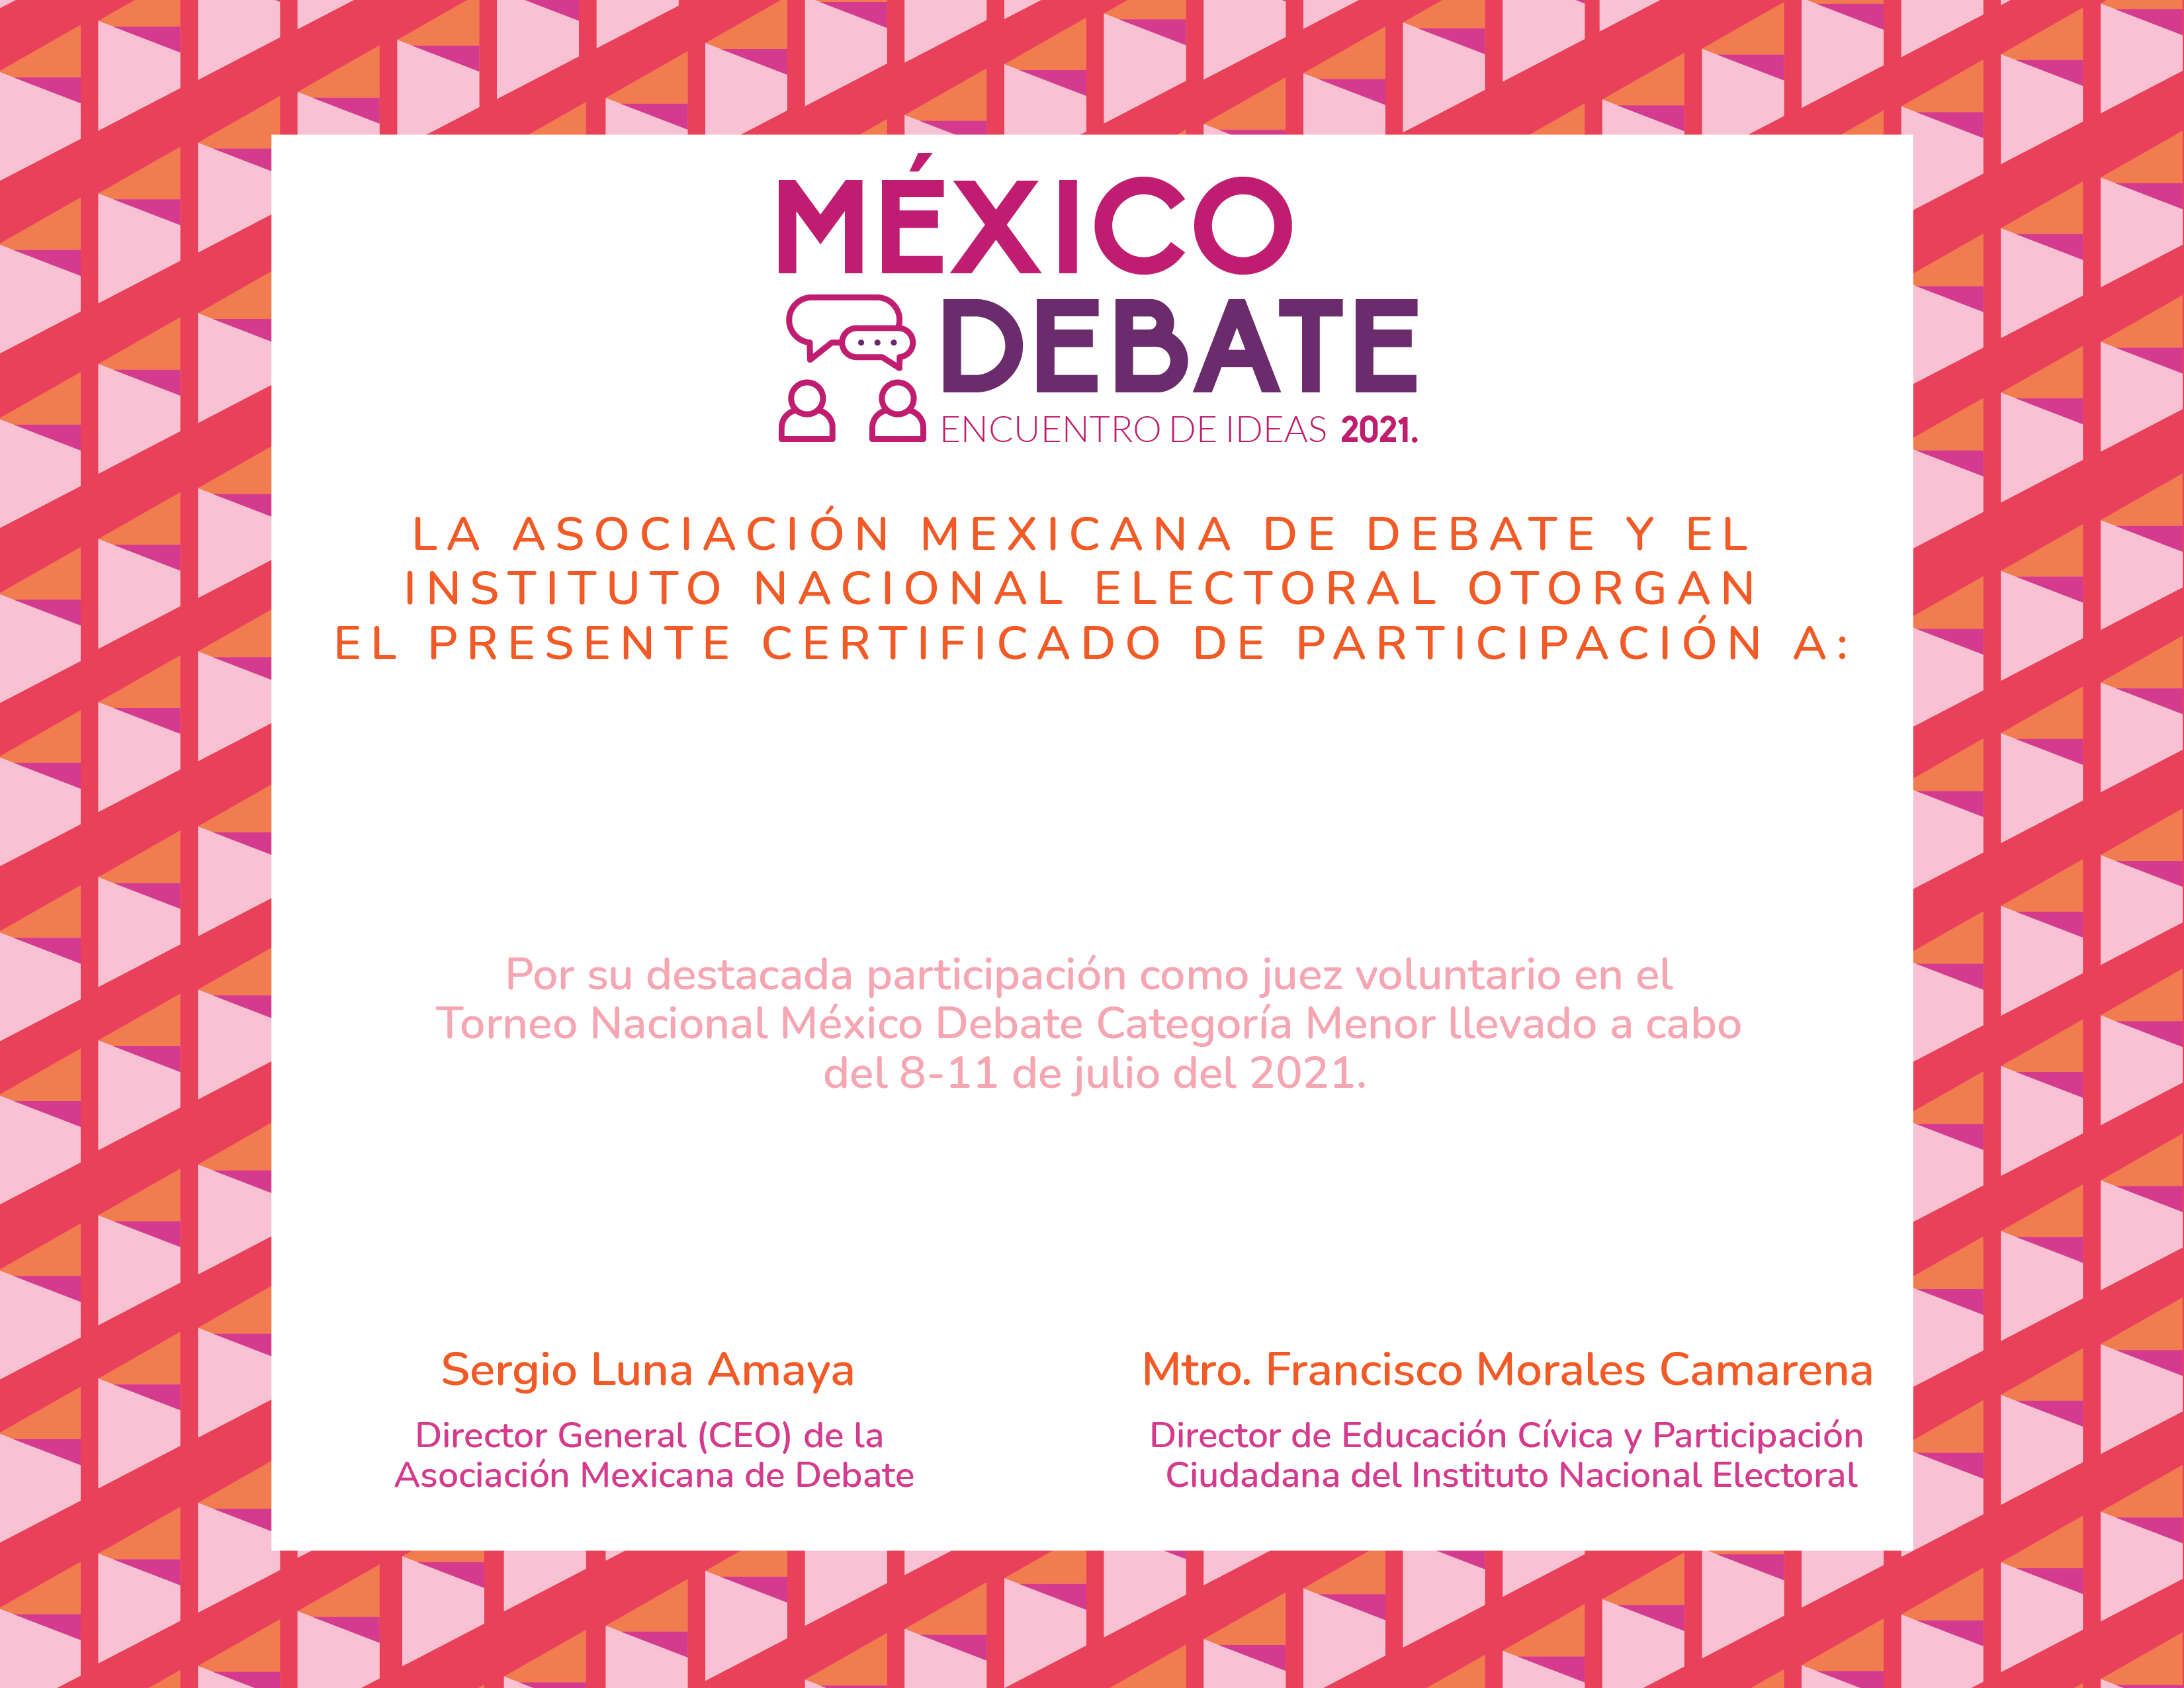 MÉXICO
DEBATE
ENCUENTRO DE IDEAS 2021.
LA ASOCIACIÓN MEXICANA DE DEBATE Y EL
INSTITUTO NACIONAL ELECTORAL OTORGAN
EL PRESENTE CERTIFICADO DE PARTICIPACIÓN A:
Por su destacada participación como juez voluntario en el
Torneo Nacional México Debate Categoría Menor llevado a cabo
del 8-11 de julio del 2021.
Sergio Luna Amaya
Director General (CEO) de la
Asociación Mexicana de Debate
Mtro. Francisco Morales Camarena
Director de Educación Cívica y Participación
Ciudadana del Instituto Nacional Electoral